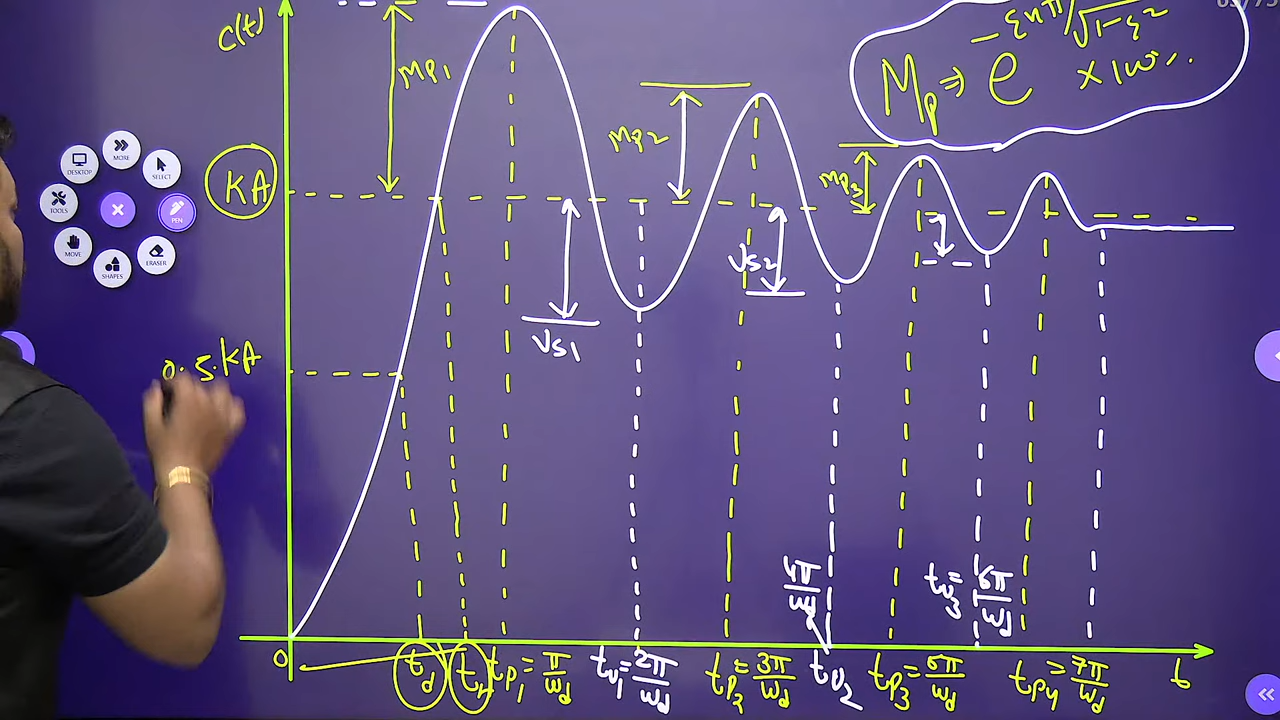 c(t)
Mp1
Mp2
Mp3
Mp ⇒ e^(-ξnπ/√1-ξ²) ×100%
KA
Vs1
Vs2
0.5 KA
DESKTOP
MORE
SELECT
TOOLS
PEN
MOVE
SHAPES
ERASER
4π/ωd
tv3 = 6π/ωd
0
td
tr
tp1 = π/ωd
tv1 = 2π/ωd
tp2 = 3π/ωd
tv2
tp3 = 5π/ωd
tp4 = 7π/ωd
t